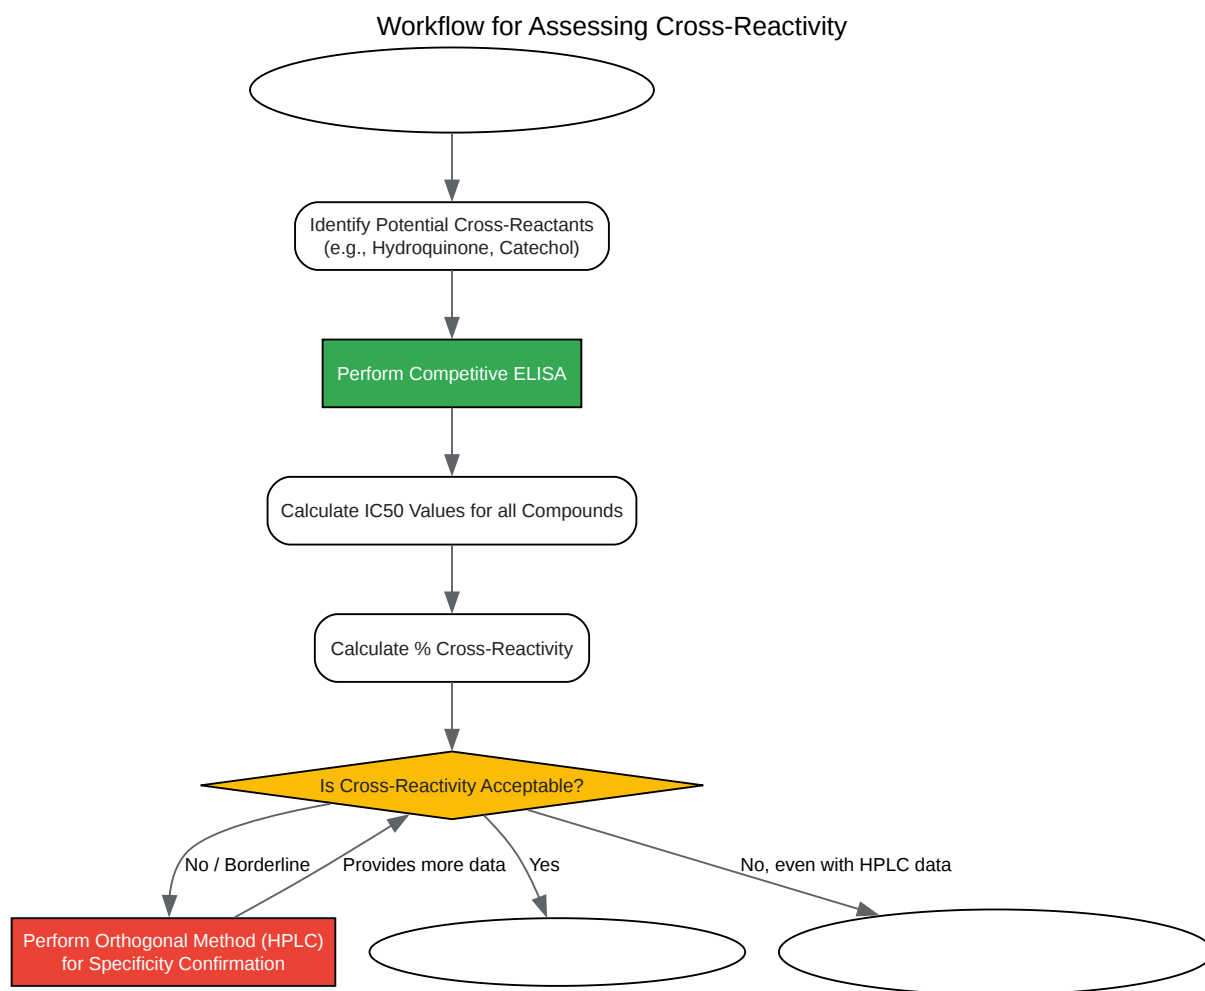 Workflow for Assessing Cross-Reactivity
Identify Potential Cross-Reactants
(e.g., Hydroquinone, Catechol)
Perform Competitive ELISA
Calculate IC50 Values for all Compounds
Calculate % Cross-Reactivity
Is Cross-Reactivity Acceptable?
No / Borderline
Provides more data
Yes
No, even with HPLC data
Perform Orthogonal Method (HPLC)
for Specificity Confirmation